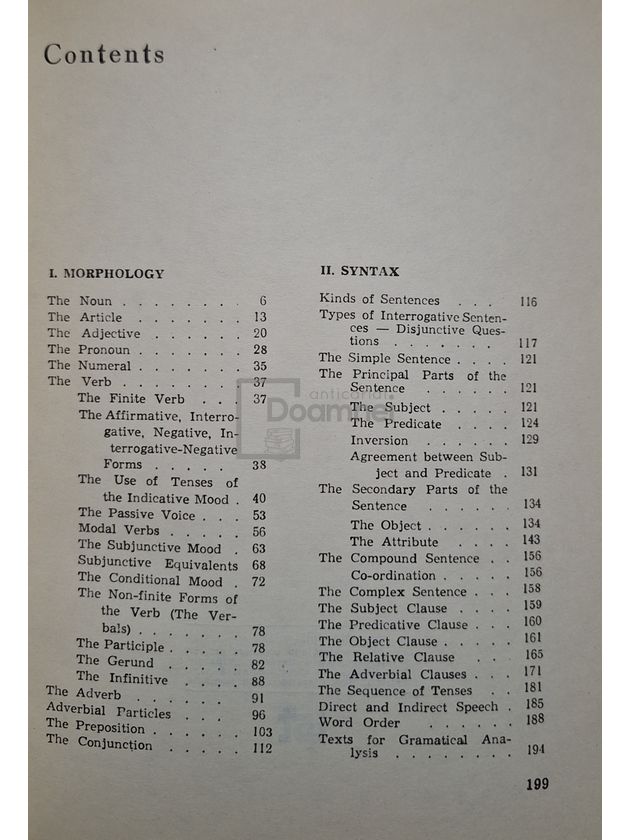 Contents
I. MORPHOLOGY
The Noun . . . . . . . . 6
The Article . . . . . . . 13
The Adjective . . . . . . 20
The Pronoun . . . . . . . 28
The Numeral . . . . . . . 35
The Verb . . . . . . . . 37
The Finite Verb . . . 37
The Affirmative, Interro-
gative, Negative, In-
terrogative-Negative
Forms . . . . . 38
The Use of Tenses of
the Indicative Mood . 40
The Passive Voice . . . 53
Modal Verbs . . . . . 56
The Subjunctive Mood . 63
Subjunctive Equivalents 68
The Conditional Mood . 72
The Non-finite Forms of
the Verb (The Ver-
bals) . . . . . . . 78
The Participle . . . . . 78
The Gerund . . . . . 82
The Infinitive . . . . 88
The Adverb . . . . . . 91
Adverbial Particles . . . 96
The Preposition . . . . . 103
The Conjunction . . . . . 112
II. SYNTAX
Kinds of Sentences . . . 116
Types of Interrogative Senten-
ces — Disjunctive Ques-
tions . . . . . . . 117
The Simple Sentence . . . . 121
The Principal Parts of the
Sentence . . . . . . 121
The Subject . . . . . 121
The Predicate . . . . 124
Inversion . . . . . . 129
Agreement between Sub-
ject and Predicate . 131
The Secondary Parts of the
Sentence . . . . . . 134
The Object . . . . . . 134
The Attribute . . . . 143
The Compound Sentence . . 156
Co-ordination . . . . . 156
The Complex Sentence . . . 158
The Subject Clause . . . . 159
The Predicative Clause . . . 160
The Object Clause . . . . . 161
The Relative Clause . . . 165
The Adverbial Clauses . . . 171
The Sequence of Tenses . . 181
Direct and Indirect Speech . 185
Word Order . . . . . . 188
Texts for Gramatical Ana-
lysis . . . . . . . . 194
199
anticariat
Doamnei